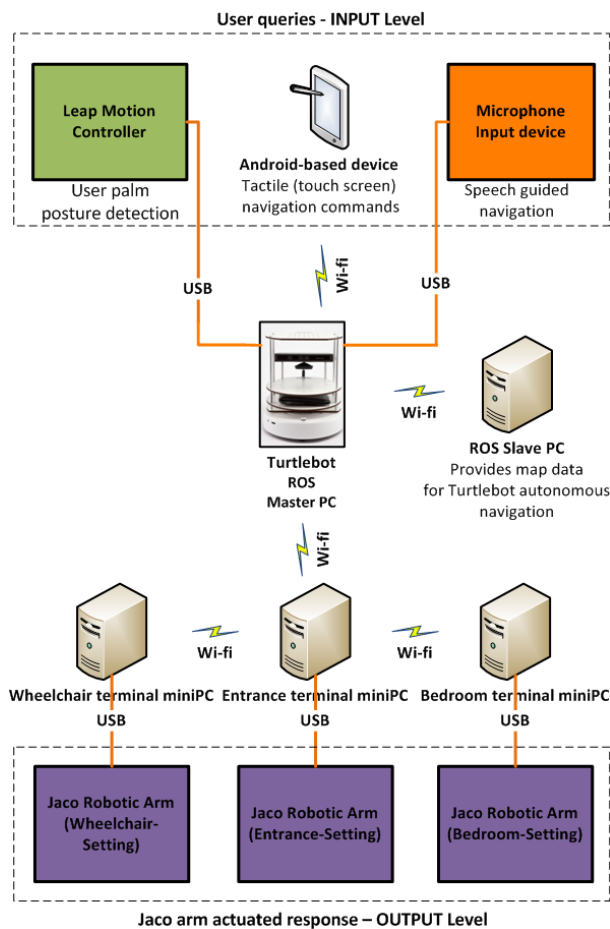 User queries - INPUT Level
Leap Motion
Controller
User palm
posture detection
Android-based device
Tactile (touch screen)
navigation commands
Microphone
Input device
Speech guided
navigation
USB
Wi-fi
USB
Wi-fi
Turtlebot
ROS
Master PC
ROS Slave PC
Provides map data
for Turtlebot autonomous
navigation
Wi-fi
Wi-fi
Wi-fi
Wheelchair terminal miniPC
Entrance terminal miniPC
Bedroom terminal miniPC
USB
USB
USB
Jaco Robotic Arm
(Wheelchair-
Setting)
Jaco Robotic Arm
(Entrance-Setting)
Jaco Robotic Arm
(Bedroom-Setting)
Jaco arm actuated response – OUTPUT Level